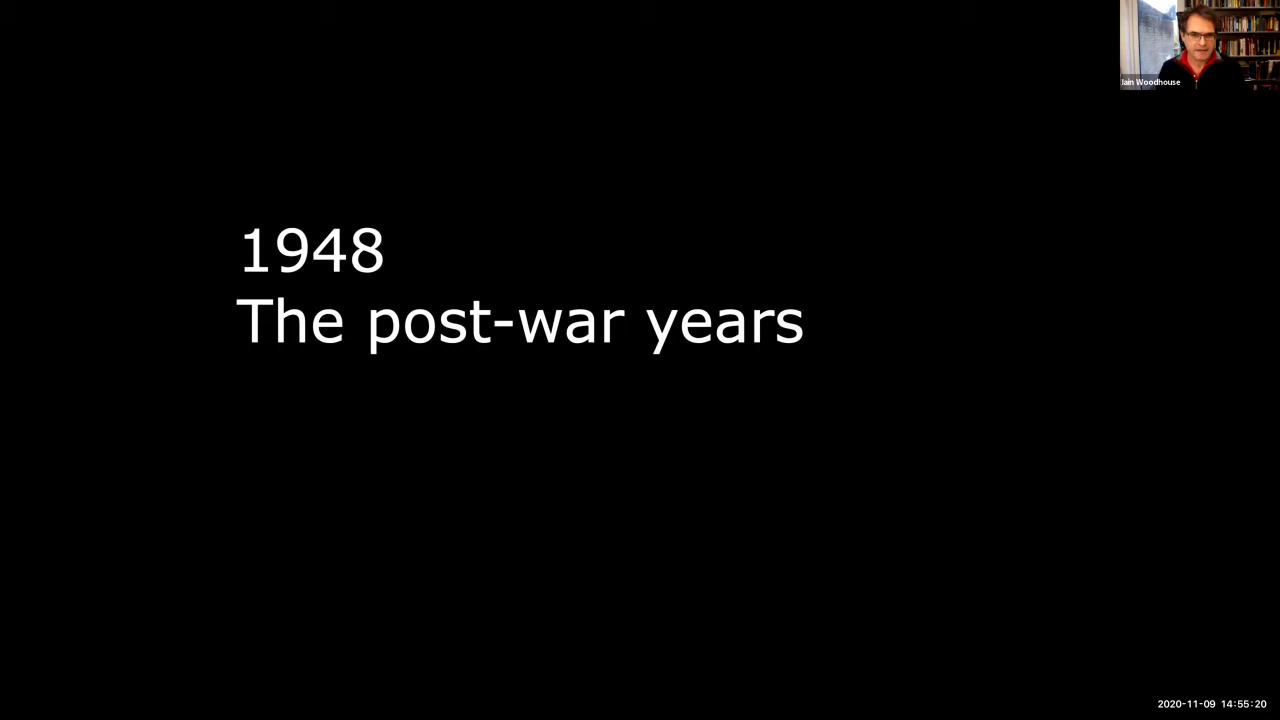 Iain Woodhouse
1948
The post-war years
2020-11-09 14:55:20